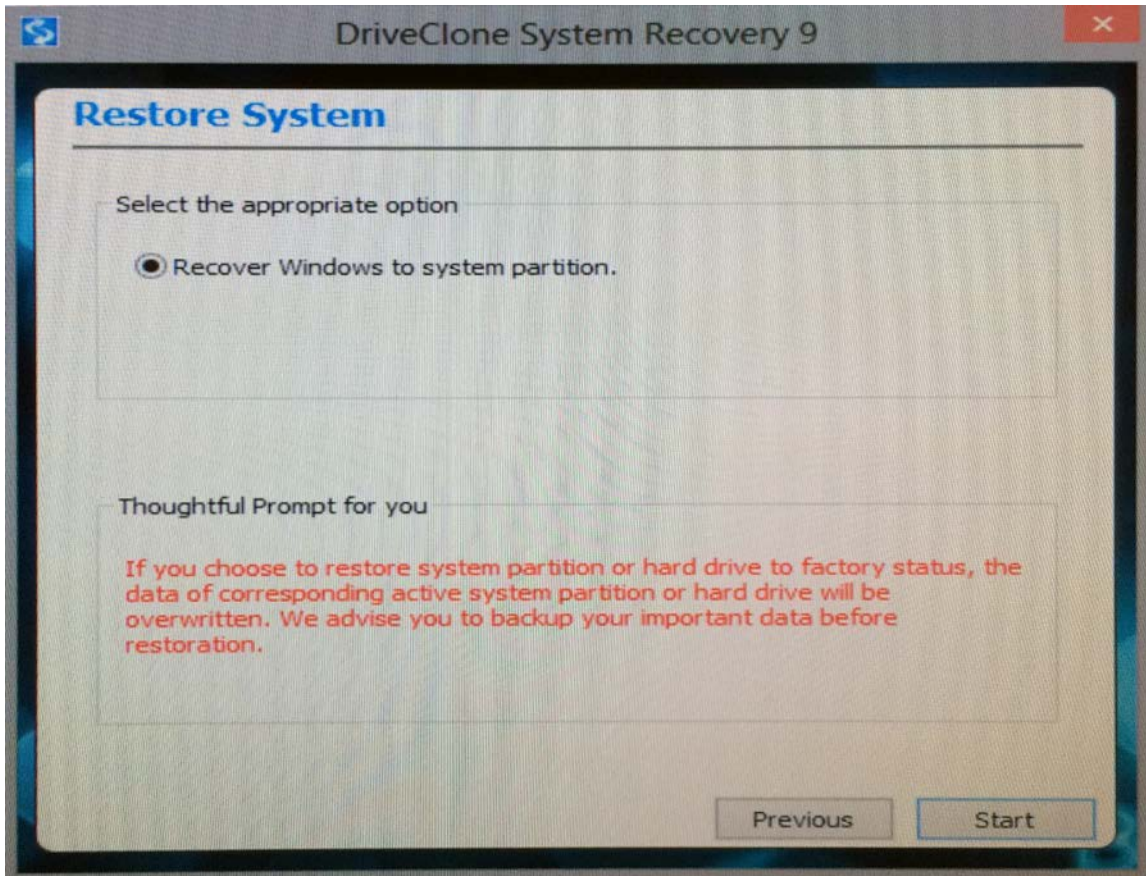 DriveClone System Recovery 9
Restore System
Select the appropriate option
Recover Windows to system partition.
Thoughtful Prompt for you
If you choose to restore system partition or hard drive to factory status, the
data of corresponding active system partition or hard drive will be
overwritten. We advise you to backup your important data before
restoration.
Previous
Start